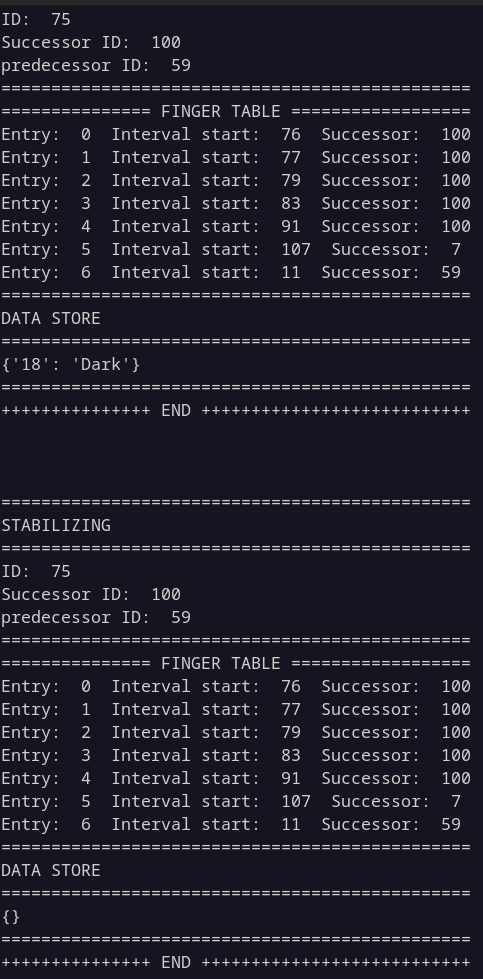 ID:  75
Successor ID:  100
predecessor ID:  59
===============================================
=============== FINGER TABLE ==================
Entry:  0  Interval start:  76  Successor:  100
Entry:  1  Interval start:  77  Successor:  100
Entry:  2  Interval start:  79  Successor:  100
Entry:  3  Interval start:  83  Successor:  100
Entry:  4  Interval start:  91  Successor:  100
Entry:  5  Interval start:  107  Successor:  7
Entry:  6  Interval start:  11  Successor:  59
===============================================
DATA STORE
===============================================
{'18': 'Dark'}
===============================================
+++++++++++++++ END +++++++++++++++++++++++++++
===============================================
STABILIZING
===============================================
ID:  75
Successor ID:  100
predecessor ID:  59
===============================================
=============== FINGER TABLE ==================
Entry:  0  Interval start:  76  Successor:  100
Entry:  1  Interval start:  77  Successor:  100
Entry:  2  Interval start:  79  Successor:  100
Entry:  3  Interval start:  83  Successor:  100
Entry:  4  Interval start:  91  Successor:  100
Entry:  5  Interval start:  107  Successor:  7
Entry:  6  Interval start:  11  Successor:  59
===============================================
DATA STORE
===============================================
{}
===============================================
+++++++++++++++ END +++++++++++++++++++++++++++